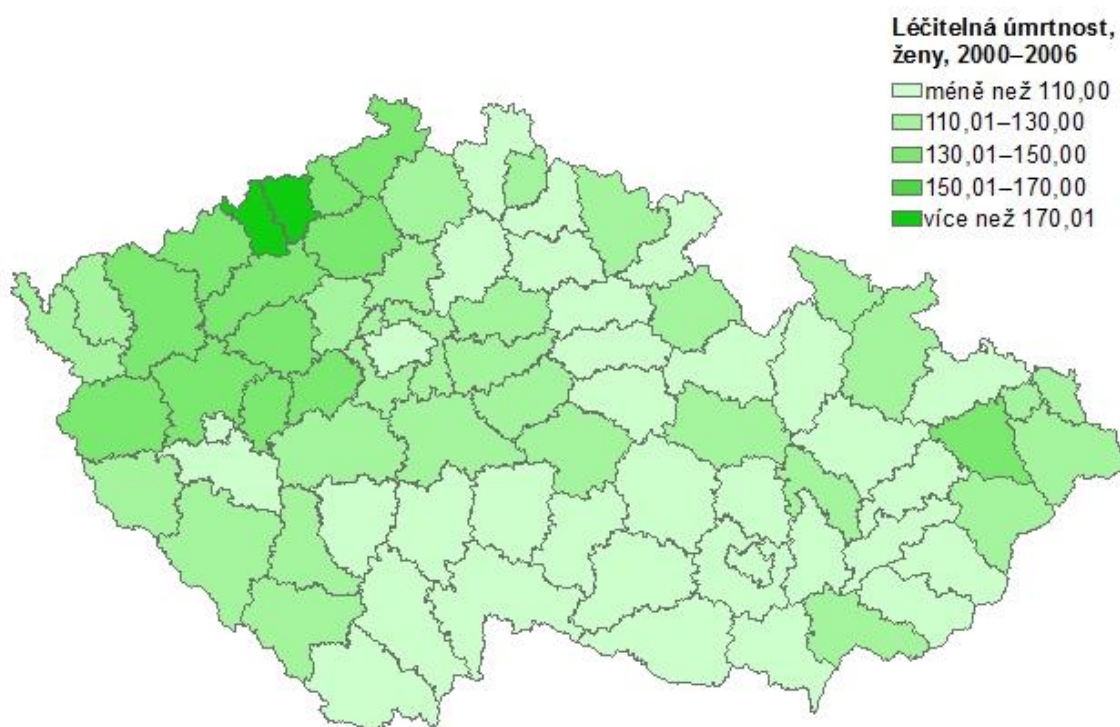 Léčitelná úmrtnost,
ženy, 2000–2006
méně než 110,00
110,01–130,00
130,01–150,00
150,01–170,00
více než 170,01